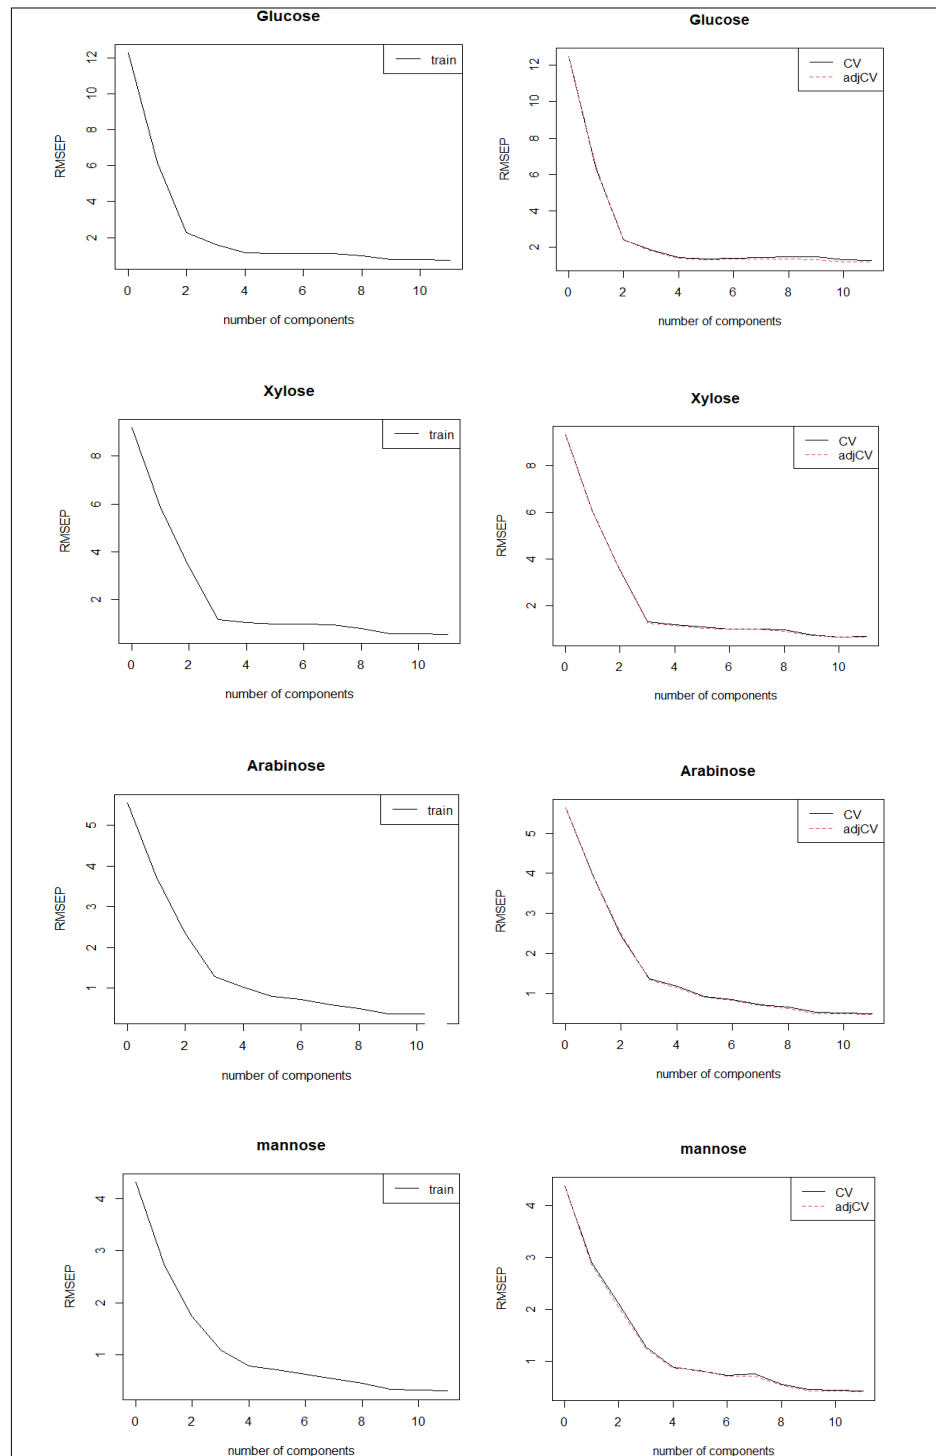 Glucose
train
RMSEP
12
10
8
6
4
2
0 2 4 6 8 10
number of components
Glucose
CV
adjCV
RMSEP
12
10
8
6
4
2
0 2 4 6 8 10
number of components
Xylose
train
RMSEP
8
6
4
2
0 2 4 6 8 10
number of components
Xylose
CV
adjCV
RMSEP
8
6
4
2
0 2 4 6 8 10
number of components
Arabinose
train
RMSEP
5
4
3
2
1
0 2 4 6 8 10
number of components
Arabinose
CV
adjCV
RMSEP
5
4
3
2
1
0 2 4 6 8 10
number of components
mannose
train
RMSEP
4
3
2
1
0 2 4 6 8 10
number of components
mannose
CV
adjCV
RMSEP
4
3
2
1
0 2 4 6 8 10
number of components